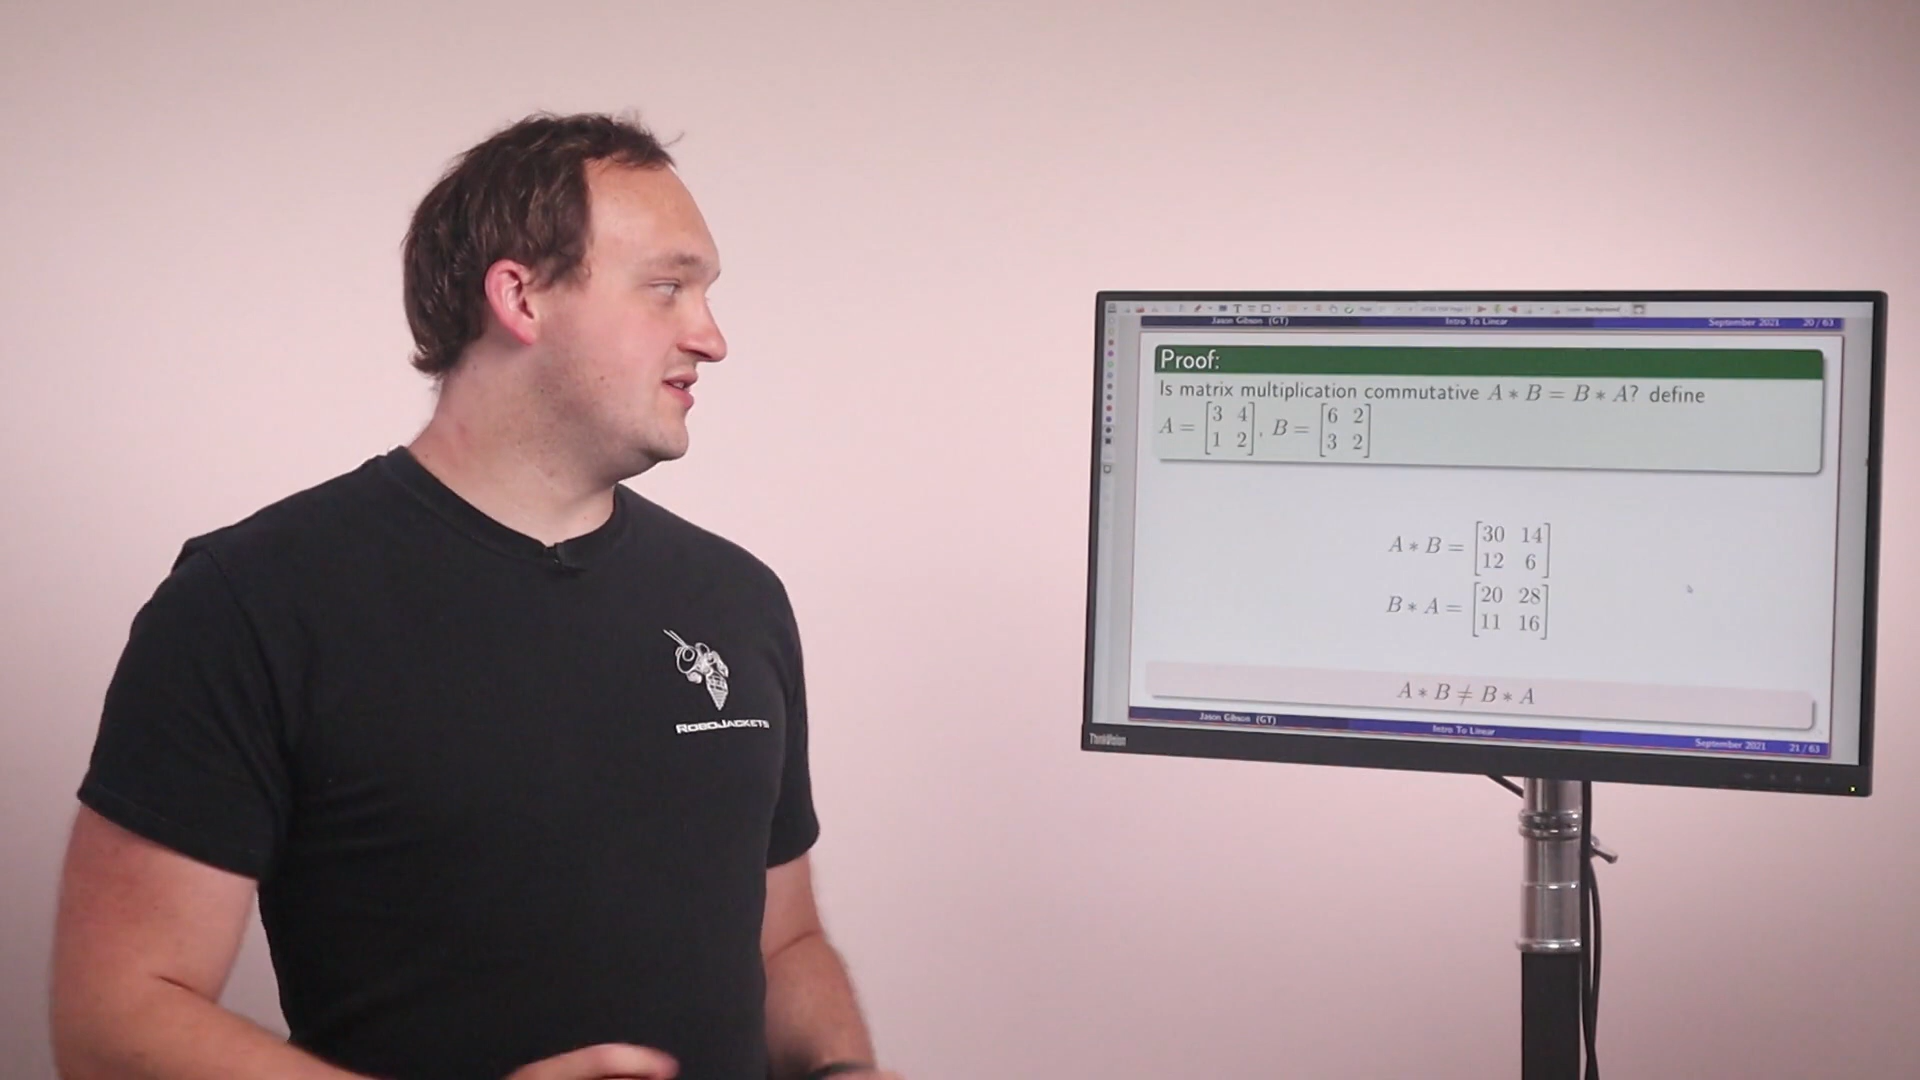 Jason Gibson (GT) Intro To Linear September 2021 20 / 63
Proof:
Is matrix multiplication commutative A ∗ B = B ∗ A? define
A = [3 4; 1 2], B = [6 2; 3 2]
A ∗ B = [30 14; 12 6]
B ∗ A = [20 28; 11 16]
A ∗ B ≠ B ∗ A
Jason Gibson (GT) Intro To Linear September 2021 21 / 63
ThinkVision
ROBOJACKETS